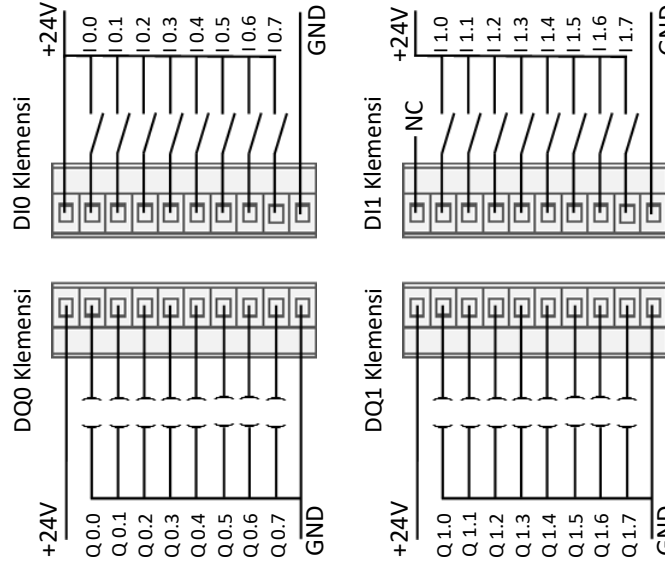 DI0 Klemensi
+24V
I 0.0
I 0.1
I 0.2
I 0.3
I 0.4
I 0.5
I 0.6
I 0.7
GND
DI1 Klemensi
+24V
NC
I 1.0
I 1.1
I 1.2
I 1.3
I 1.4
I 1.5
I 1.6
I 1.7
GND
DQ0 Klemensi
+24V
Q 0.0
Q 0.1
Q 0.2
Q 0.3
Q 0.4
Q 0.5
Q 0.6
Q 0.7
GND
DQ1 Klemensi
+24V
Q 1.0
Q 1.1
Q 1.2
Q 1.3
Q 1.4
Q 1.5
Q 1.6
Q 1.7
GND